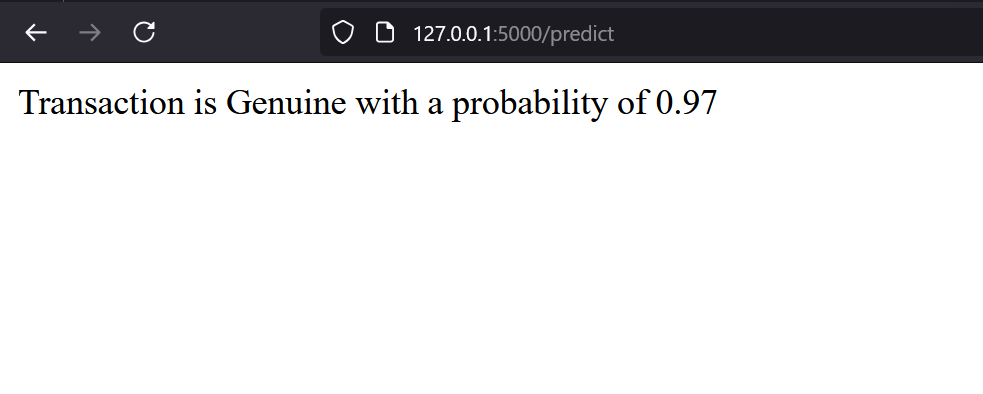 127.0.0.1:5000/predict
Transaction is Genuine with a probability of 0.97